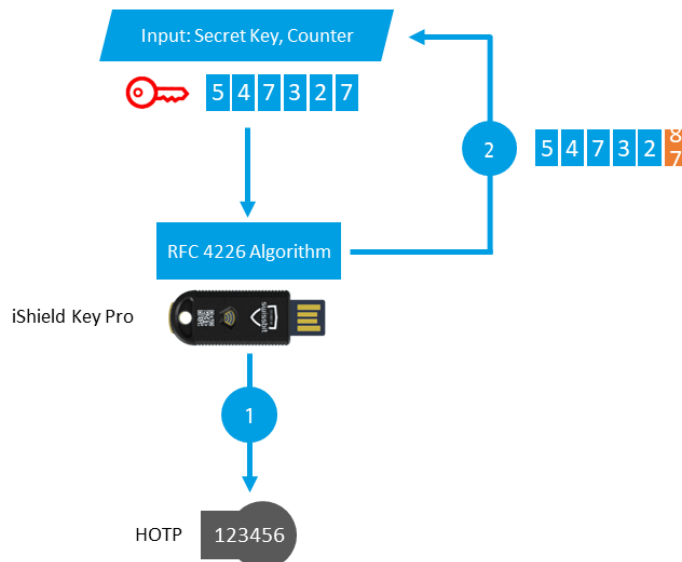 Input: Secret Key, Counter
5 4 7 3 2 7
2
5 4 7 3 2 8
7
RFC 4226 Algorithm
iShield Key Pro
swissbit
1
HOTP
123456